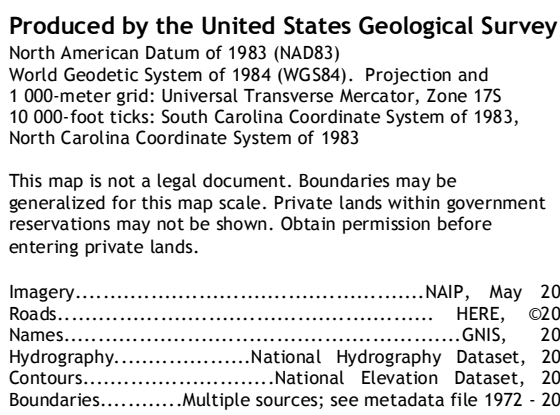 Produced by the United States Geological Survey
North American Datum of 1983 (NAD83)
World Geodetic System of 1984 (WGS84). Projection and
1 000-meter grid: Universal Transverse Mercator, Zone 17S
10 000-foot ticks: South Carolina Coordinate System of 1983,
North Carolina Coordinate System of 1983
This map is not a legal document. Boundaries may be
generalized for this map scale. Private lands within government
reservations may not be shown. Obtain permission before
entering private lands.
Imagery..................................................NAIP, May 20
Roads..................................................... HERE, ©20
Names........................................................GNIS, 20
Hydrography....................National Hydrography Dataset, 20
Contours............................National Elevation Dataset, 20
Boundaries............Multiple sources; see metadata file 1972 - 20